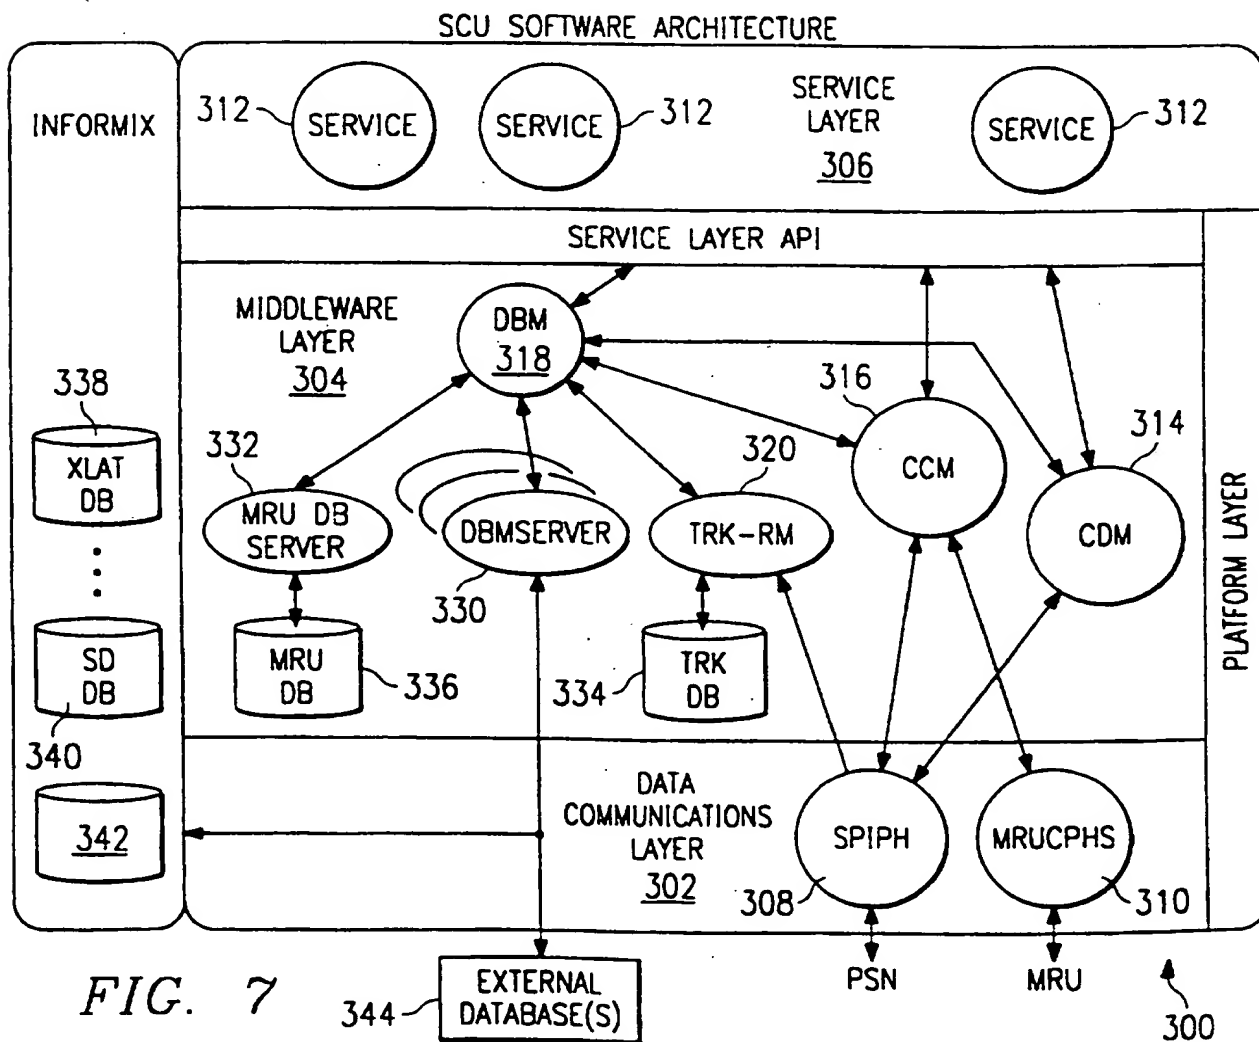 SCU SOFTWARE ARCHITECTURE
INFORMIX
312
SERVICE
SERVICE
312
SERVICE
LAYER
306
SERVICE
312
SERVICE LAYER API
MIDDLEWARE
LAYER
304
DBM
318
316
CCM
314
CDM
PLATFORM LAYER
338
XLAT
DB
332
MRU DB
SERVER
DBMSERVER
330
320
TRK-RM
SD
DB
340
MRU
DB
336
334
TRK
DB
342
DATA
COMMUNICATIONS
LAYER
302
SPIPH
308
MRUCPHS
310
PSN
MRU
300
FIG. 7
344
EXTERNAL
DATABASE(S)